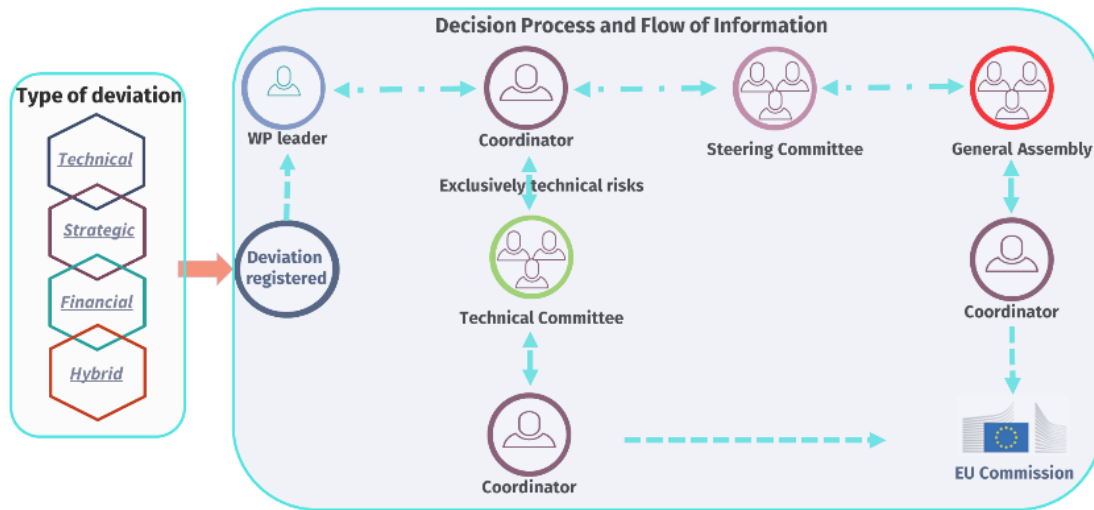 Decision Process and Flow of Information
Type of deviation
Technical
Strategic
Financial
Hybrid
WP leader
Coordinator
Steering Committee
General Assembly
Exclusively technical risks
Deviation
registered
Technical Committee
Coordinator
Coordinator
EU Commission